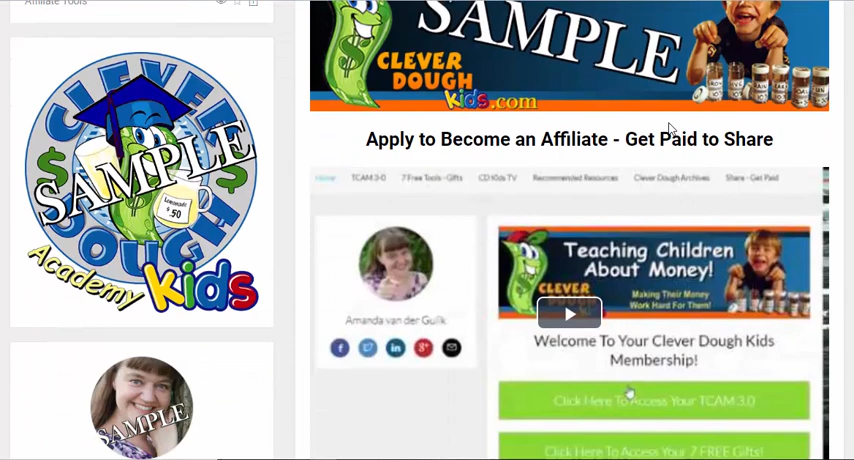 Affiliate Tools
CLEVER
DOUGH
SAMPLE
Lemonade
$.50
Academy
kids
SAMPLE
SAMPLE
CLEVER
DOUGH
kids.com
Apply to Become an Affiliate - Get Paid to Share
Home TCAM 3.0 7 Free Tools - Gifts CD Kids TV Recommended Resources Clever Dough Archives Share - Get Paid
Amanda van der Gulik
Teaching Children
About Money!
CLEVER
DOUGH
Making Their Money
Work Hard For Them!
Welcome To Your Clever Dough Kids
Membership!
Click Here To Access Your TCAM 3.0
Click Here To Access Your 7 FREE Gifts!